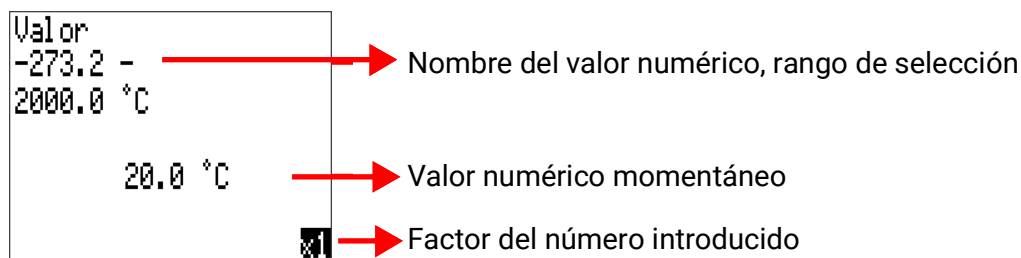 Valor
-273.2 -
Nombre del valor numérico, rango de selección
2000.0 °C
20.0 °C
Valor numérico momentáneo
x1
Factor del número introducido